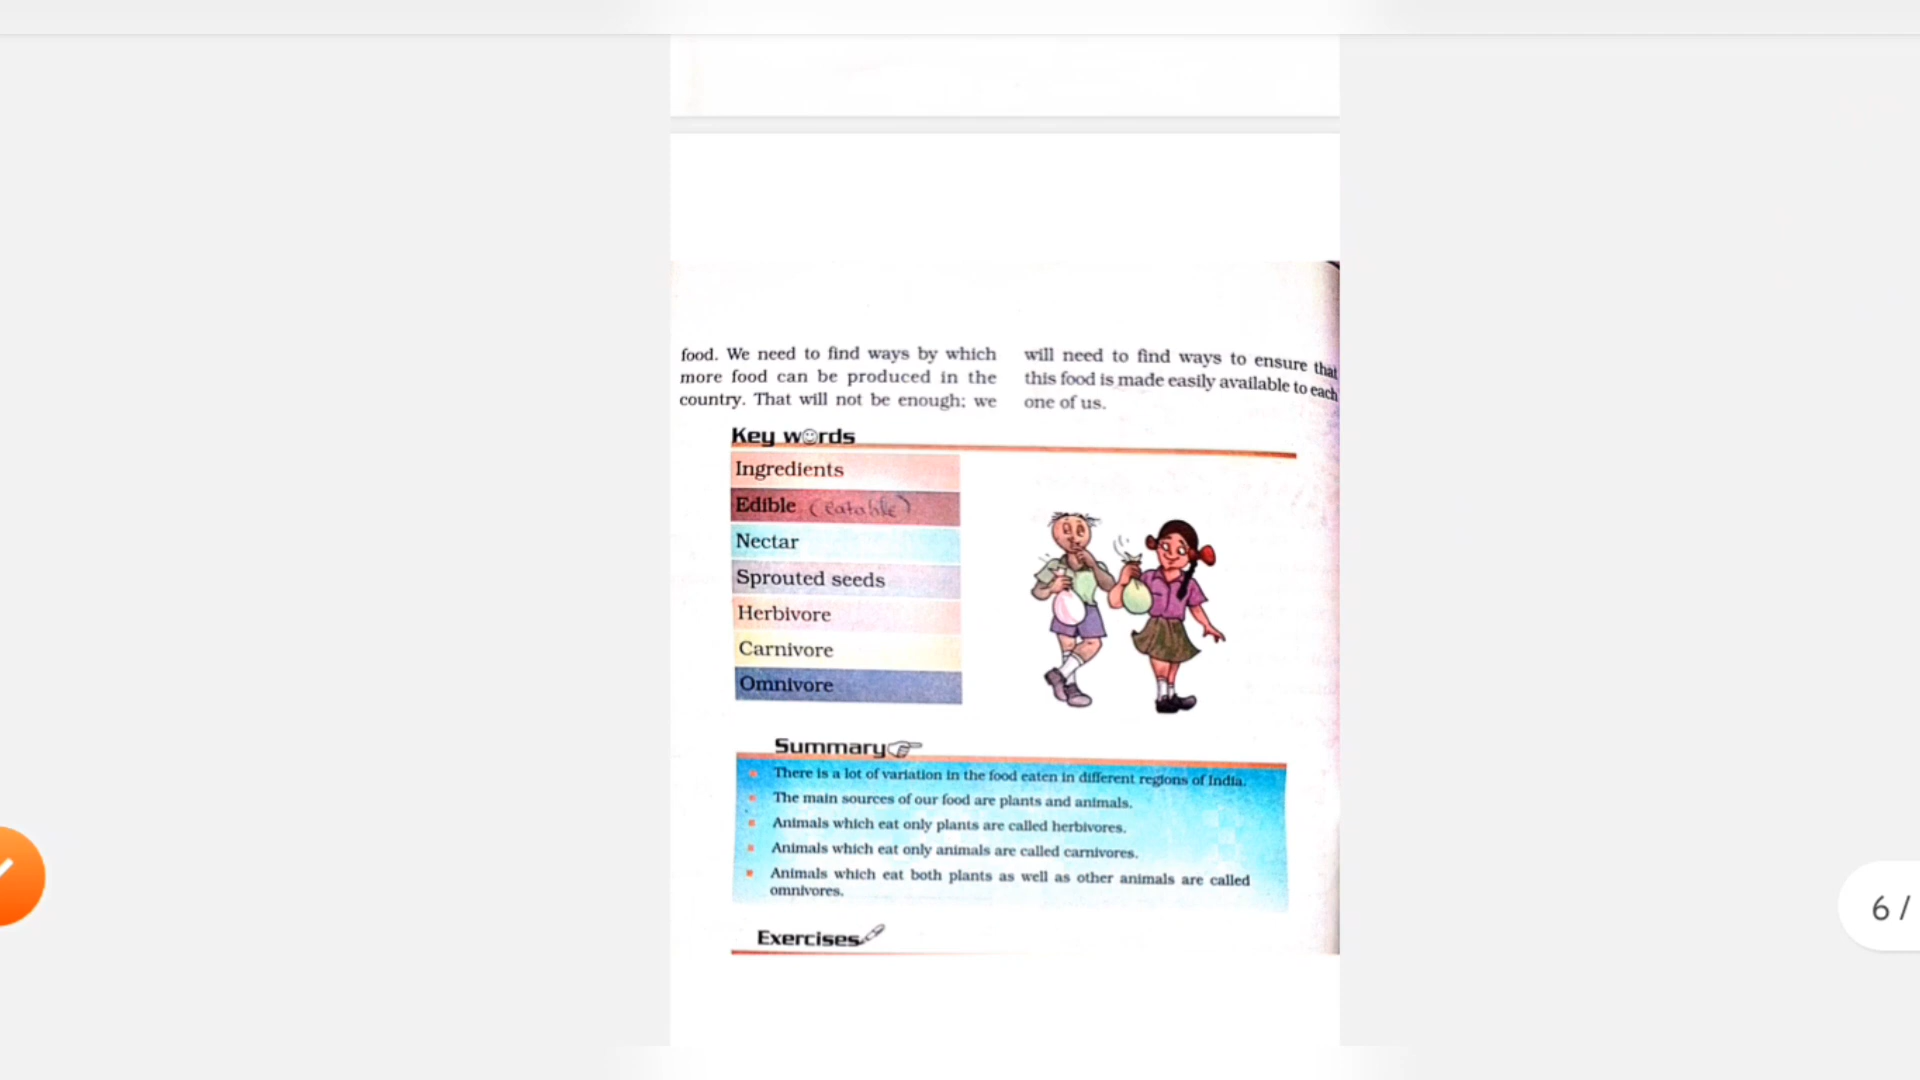 food. We need to find ways by which
more food can be produced in the
country. That will not be enough; we
will need to find ways to ensure that
this food is made easily available to each
one of us.
Key words
Ingredients
Edible (eatable)
Nectar
Sprouted seeds
Herbivore
Carnivore
Omnivore
Summary
There is a lot of variation in the food eaten in different regions of India.
The main sources of our food are plants and animals.
Animals which eat only plants are called herbivores.
Animals which eat only animals are called carnivores.
Animals which eat both plants as well as other animals are called
omnivores.
Exercises
6 /